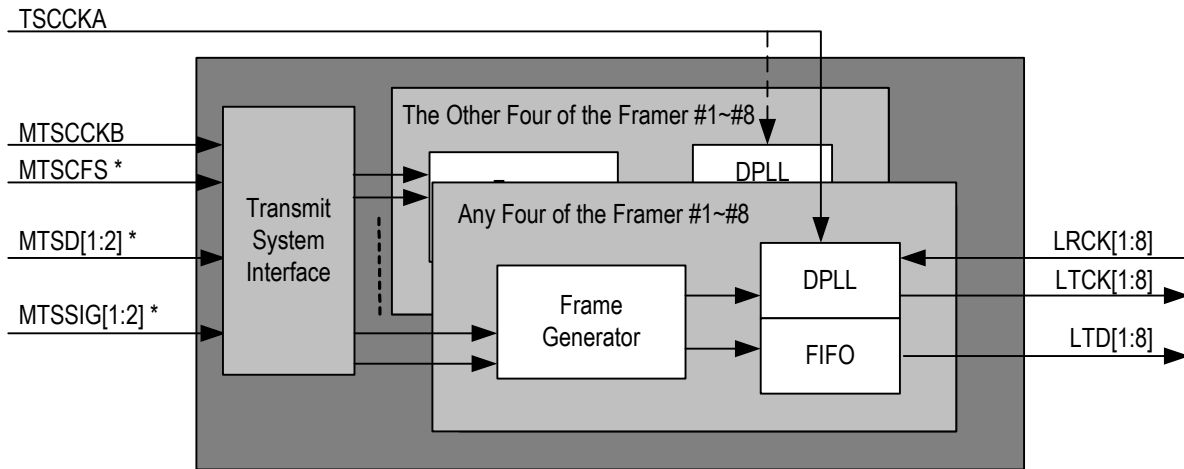 TSCCKA
MTSCCKB
MTSCFS *
MTSD[1:2] *
MTSSIG[1:2] *
Transmit
System
Interface
The Other Four of the Framer #1~#8
DPLL
Any Four of the Framer #1~#8
Frame
Generator
DPLL
FIFO
LRCK[1:8]
LTCK[1:8]
LTD[1:8]